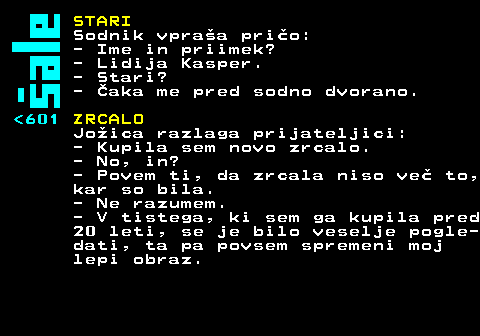 Šale
STARI
Sodnik vpraša pričo:
- Ime in priimek?
- Lidija Kasper.
- Stari?
- Čaka me pred sodno dvorano.
<601 ZRCALO
Jožica razlaga prijateljici:
- Kupila sem novo zrcalo.
- No, in?
- Povem ti, da zrcala niso več to,
kar so bila.
- Ne razumem.
- V tistega, ki sem ga kupila pred
20 leti, se je bilo veselje pogle-
dati, ta pa povsem spremeni moj
lepi obraz.